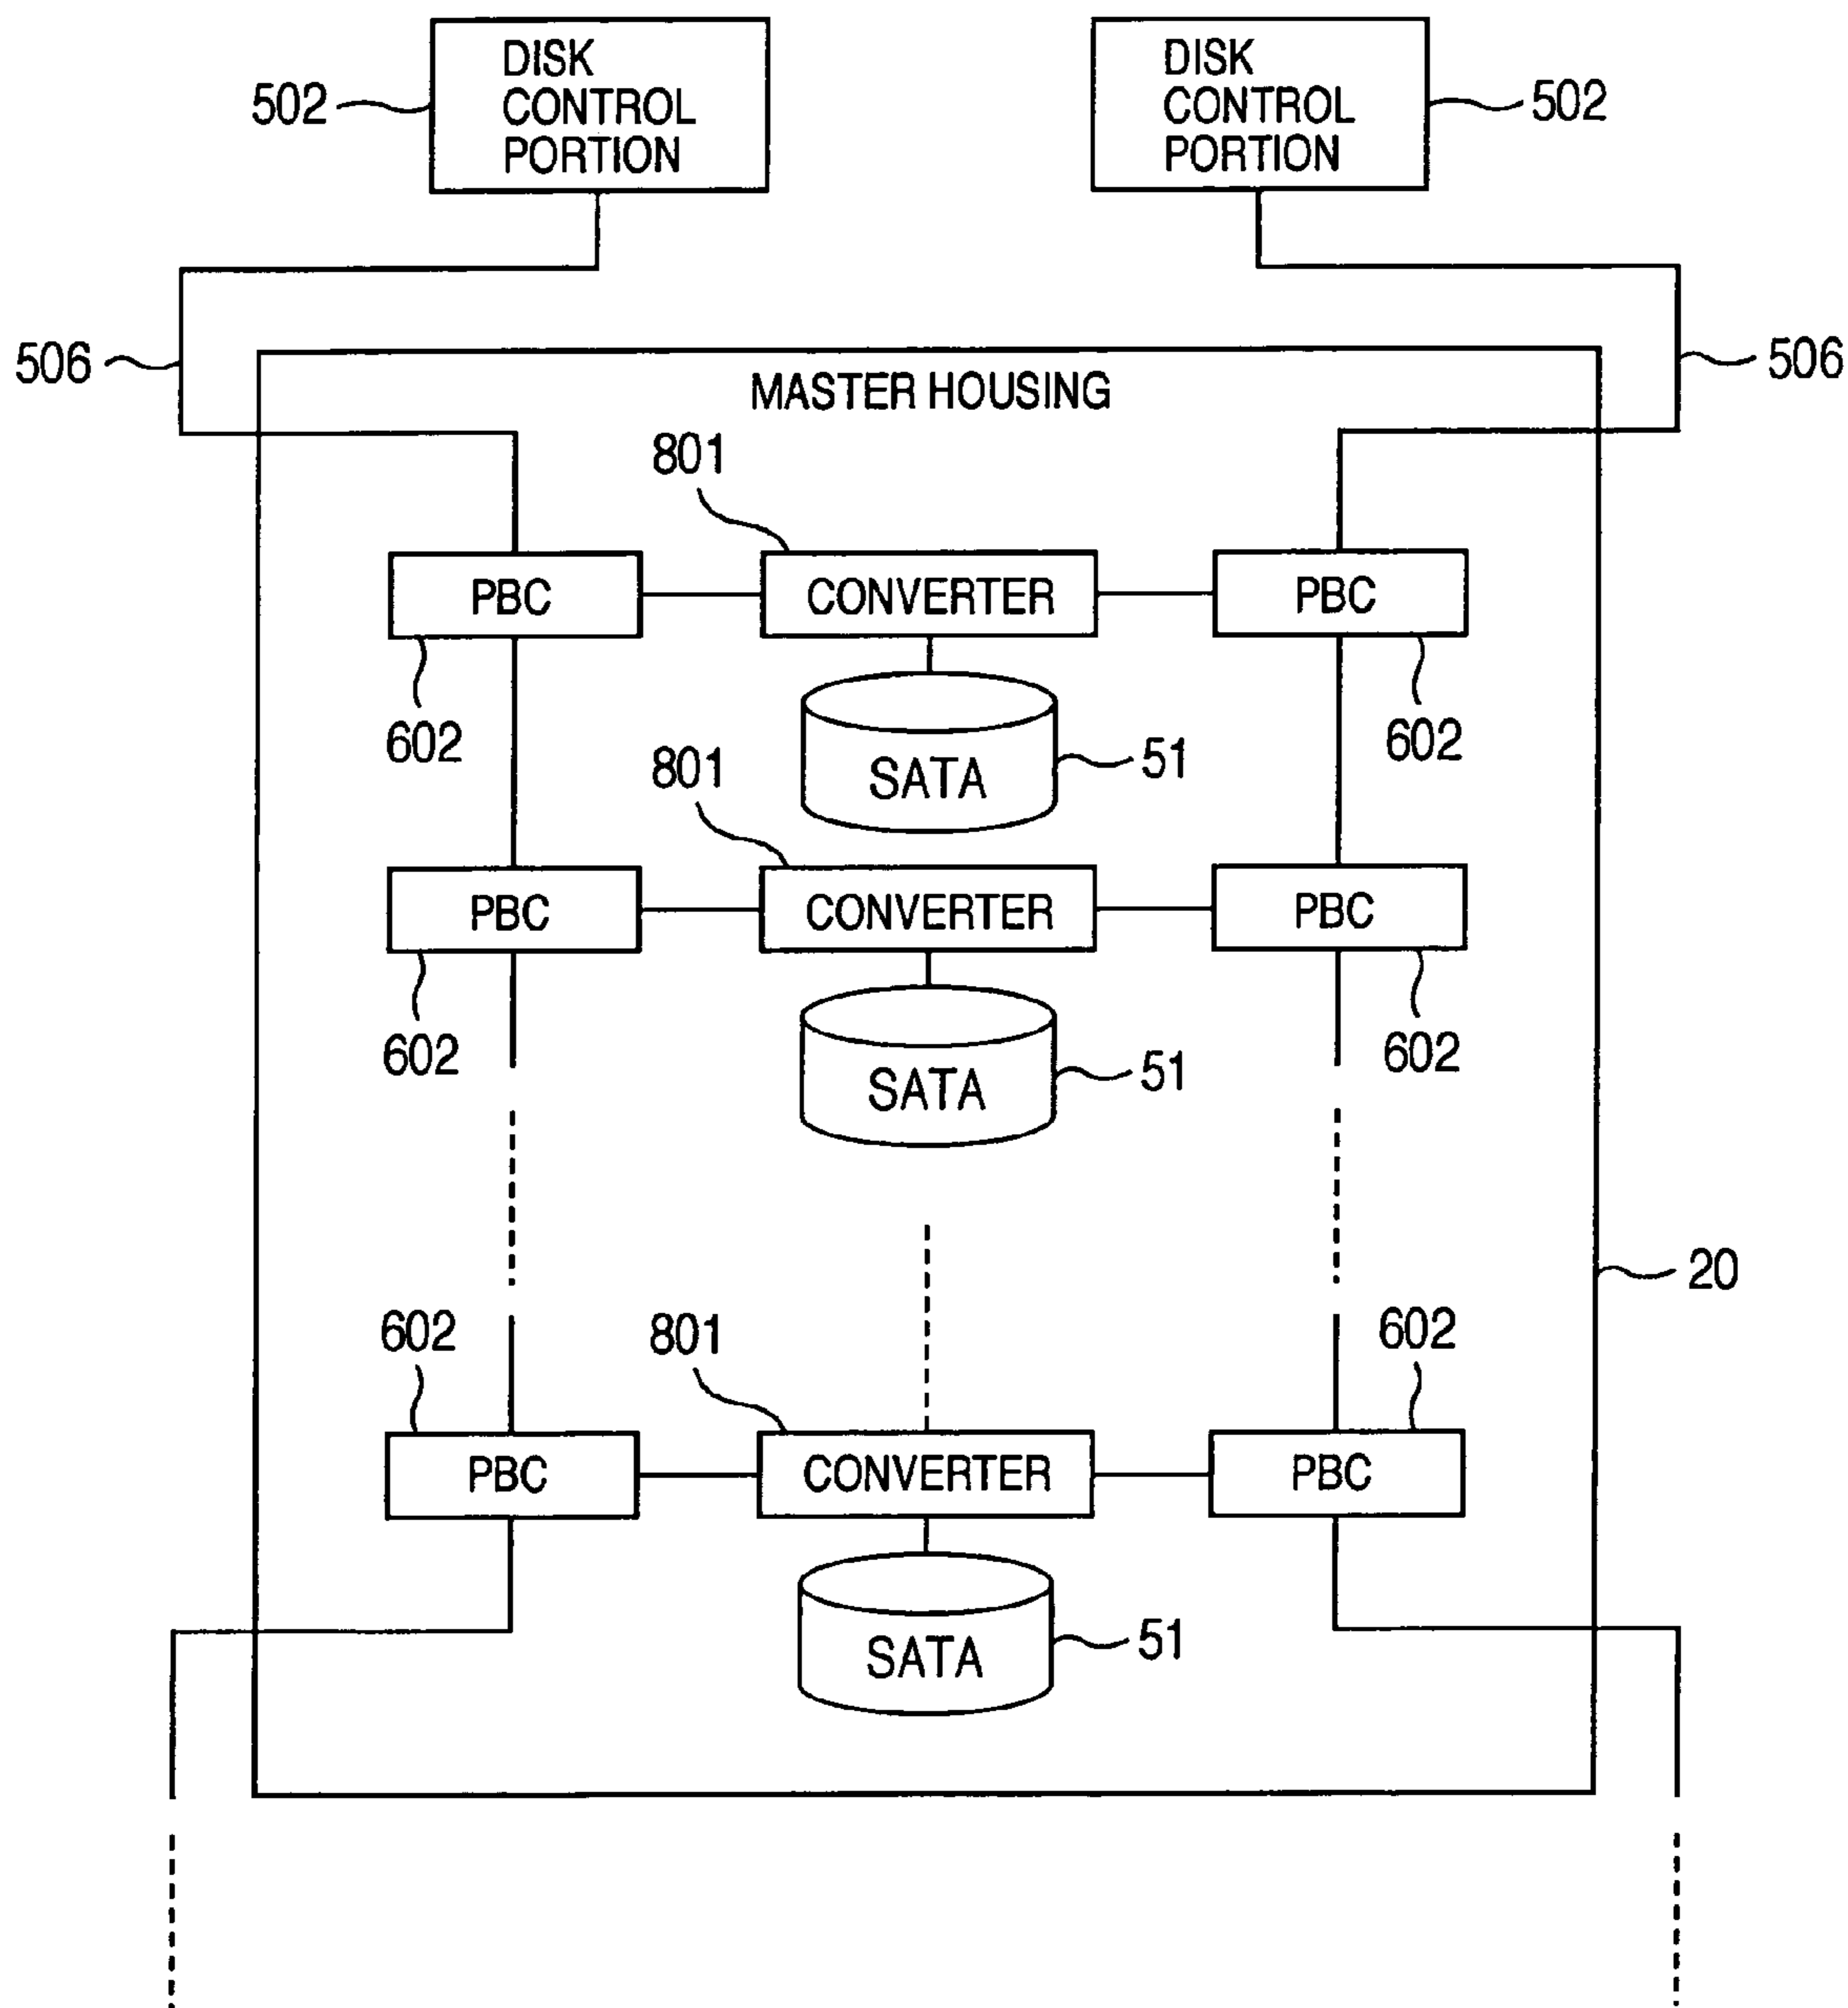 DISK
CONTROL
PORTION
502
DISK
CONTROL
PORTION
502
506
506
MASTER HOUSING
801
PBC
CONVERTER
PBC
602
602
SATA
51
801
PBC
CONVERTER
PBC
602
602
SATA
51
20
602
801
602
PBC
CONVERTER
PBC
SATA
51